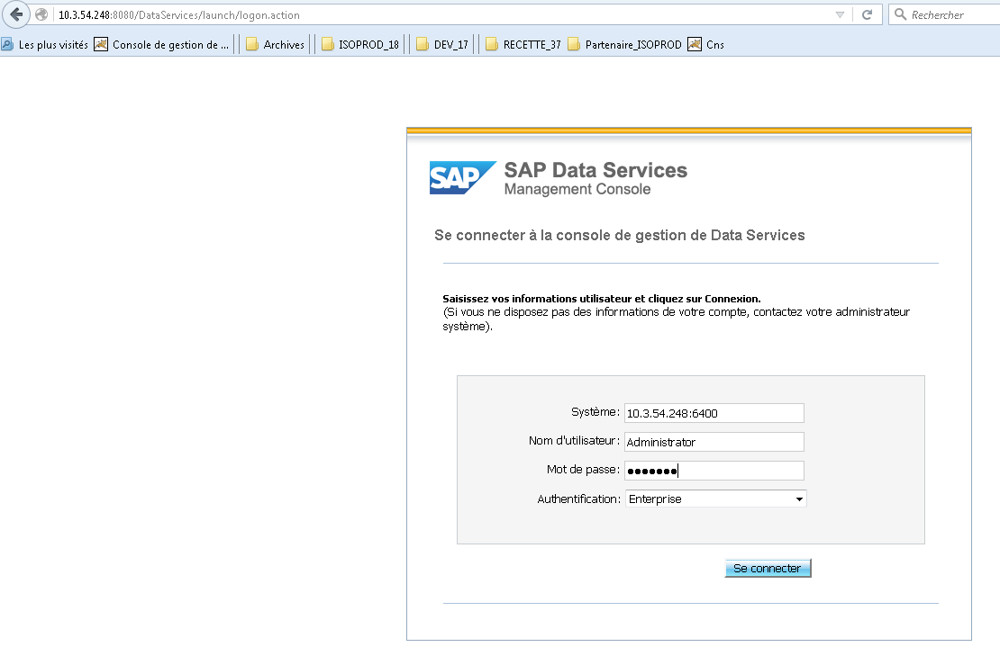 10.3.54.248:8080/DataServices/launch/logon.action
Rechercher
Les plus visités Console de gestion de ... Archives ISOPROD_18 DEV_17 RECETTE_37 Partenaire_ISOPROD Cns
SAP SAP Data Services
Management Console
Se connecter à la console de gestion de Data Services
Saisissez vos informations utilisateur et cliquez sur Connexion.
(Si vous ne disposez pas des informations de votre compte, contactez votre administrateur
système).
Système: 10.3.54.248:6400
Nom d'utilisateur: Administrator
Mot de passe: ●●●●●●●
Authentification: Enterprise
Se connecter